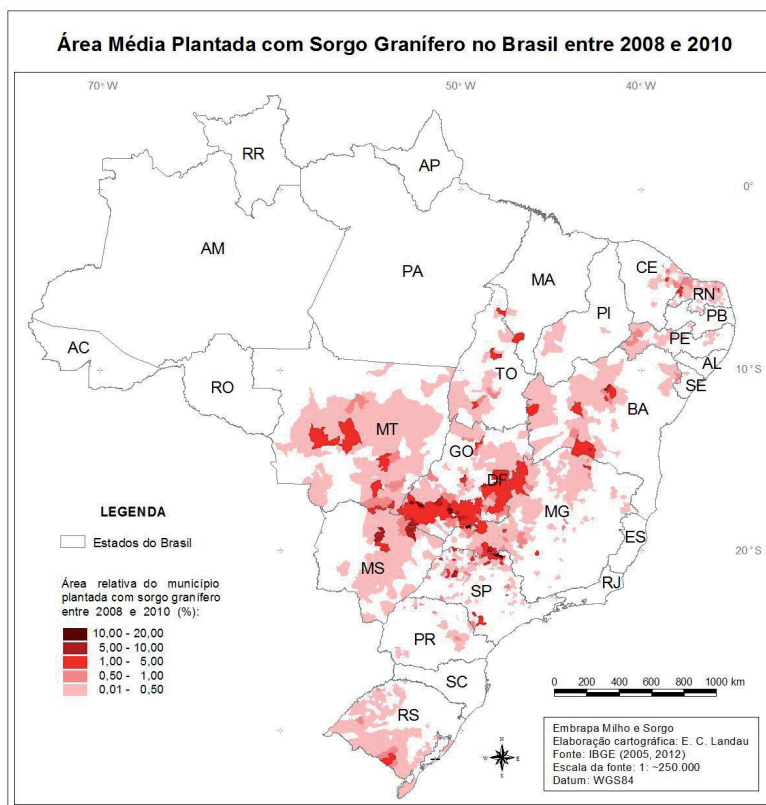 Área Média Plantada com Sorgo Granífero no Brasil entre 2008 e 2010
70° W
50° W
40° W
RR
AP
0°
AM
PA
MA
CE
RN
PI
PB
PE
AC
AL
10° S
RO
TO
SE
BA
MT
GO
DF
MG
ES
20° S
MS
RJ
SP
PR
SC
RS
LEGENDA
Estados do Brasil
Área relativa do município
plantada com sorgo granífero
entre 2008 e 2010 (%):
10,00 - 20,00
5,00 - 10,00
1,00 - 5,00
0,50 - 1,00
0,01 - 0,50
0 200 400 600 800 1000 km
N
W E
S
Embrapa Milho e Sorgo
Elaboração cartográfica: E. C. Landau
Fonte: IBGE (2005, 2012)
Escala da fonte: 1: ~250.000
Datum: WGS84